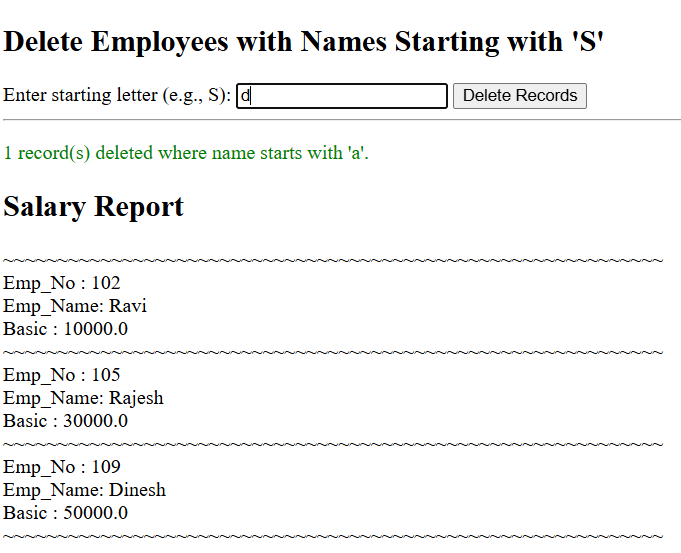 Delete Employees with Names Starting with 'S'
Enter starting letter (e.g., S): d Delete Records
1 record(s) deleted where name starts with 'a'.
Salary Report
~~~~~~~~~~~~~~~~~~~~~~~~~~~~~~~~~~~~~~~~~~~~~~~~~~~~~~~~~~~~~
Emp_No : 102
Emp_Name: Ravi
Basic : 10000.0
~~~~~~~~~~~~~~~~~~~~~~~~~~~~~~~~~~~~~~~~~~~~~~~~~~~~~~~~~~~~~
Emp_No : 105
Emp_Name: Rajesh
Basic : 30000.0
~~~~~~~~~~~~~~~~~~~~~~~~~~~~~~~~~~~~~~~~~~~~~~~~~~~~~~~~~~~~~
Emp_No : 109
Emp_Name: Dinesh
Basic : 50000.0
~~~~~~~~~~~~~~~~~~~~~~~~~~~~~~~~~~~~~~~~~~~~~~~~~~~~~~~~~~~~~